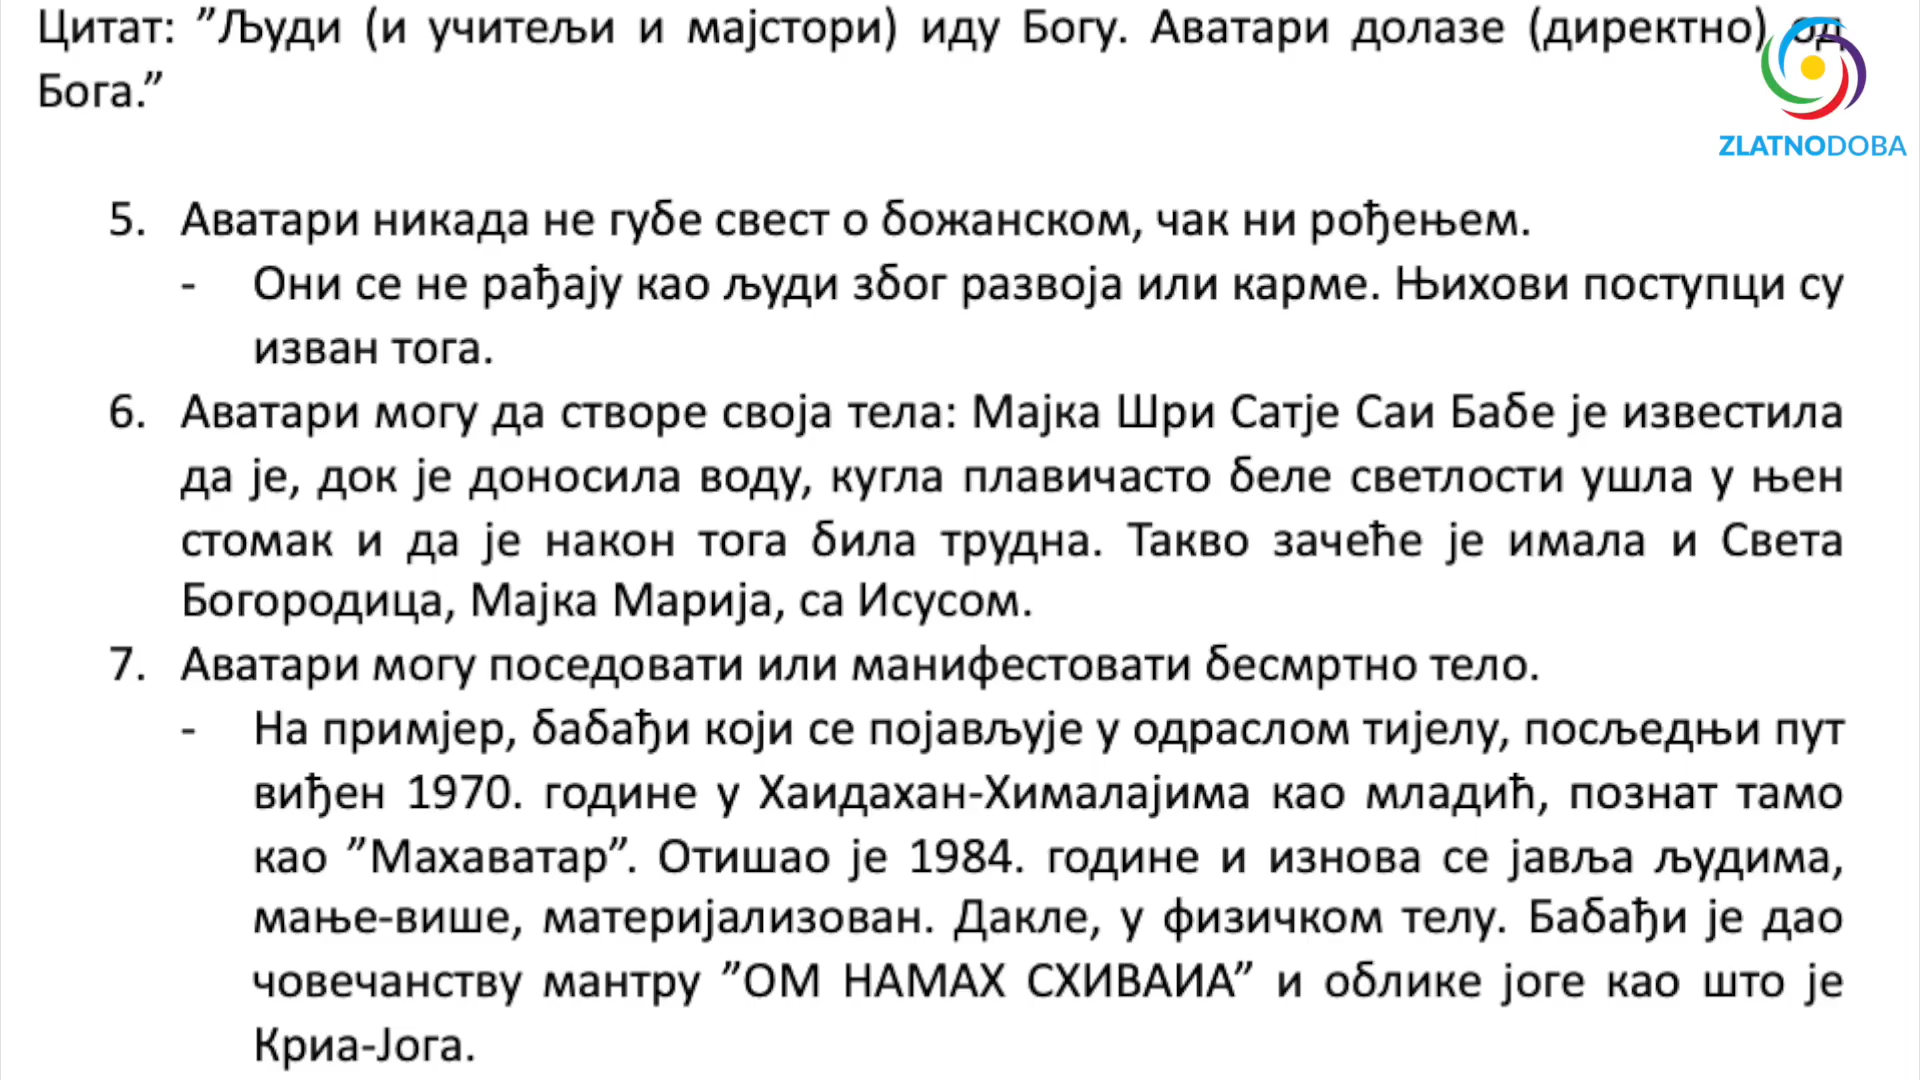 Цитат: ”Људи (и учитељи и мајстори) иду Богу. Аватари долазе (директно) од
Бога.”
ZLATNODOBA
5. Аватари никада не губе свест о божанском, чак ни рођењем.
- Они се не рађају као људи због развоја или карме. Њихови поступци су
изван тога.
6. Аватари могу да створе своја тела: Мајка Шри Сатје Саи Бабе је известила
да је, док је доносила воду, кугла плавичасто беле светлости ушла у њен
стомак и да је након тога била трудна. Такво зачеће је имала и Света
Богородица, Мајка Марија, са Исусом.
7. Аватари могу поседовати или манифестовати бесмртно тело.
- На примјер, бабађи који се појављује у одраслом тијелу, посљедњи пут
виђен 1970. године у Хаидахан-Хималајима као младић, познат тамо
као ”Махаватар”. Отишао је 1984. године и изнова се јавља људима,
мање-више, материјализован. Дакле, у физичком телу. Бабађи је дао
човечанству мантру ”ОМ НАМАХ СХИВАИА” и облике јоге као што је
Криа-Јога.